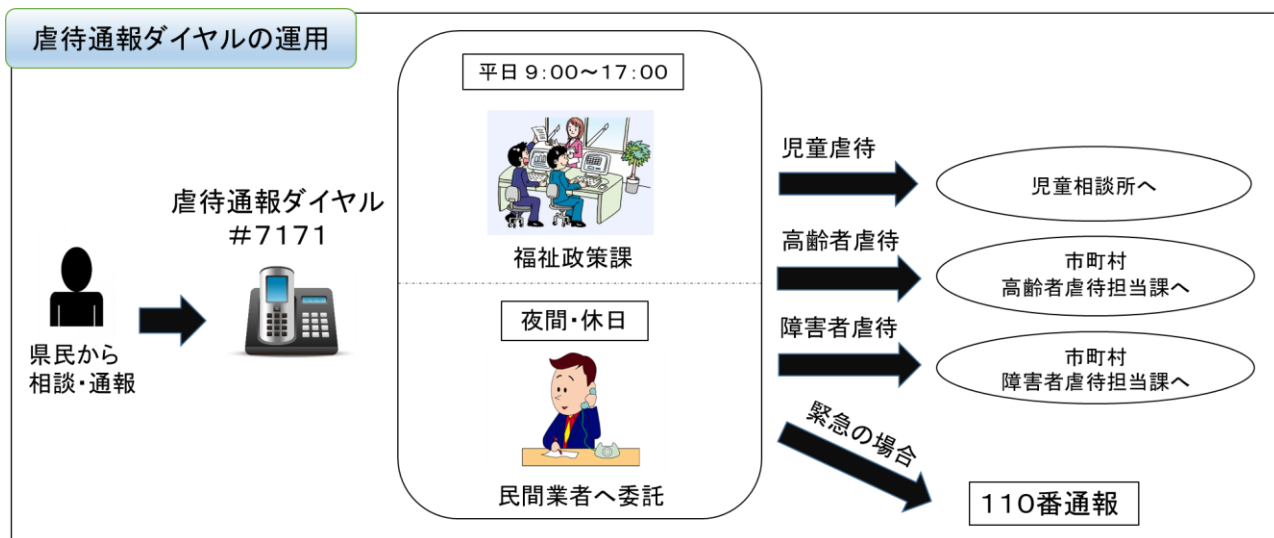 虐待通報ダイヤルの運用
平日 9:00~17:00
福祉政策課
虐待通報ダイヤル
#7171
県民から
相談・通報
夜間・休日
民間業者へ委託
児童虐待
児童相談所へ
高齢者虐待
市町村
高齢者虐待担当課へ
障害者虐待
市町村
障害者虐待担当課へ
緊急の場合
110番通報